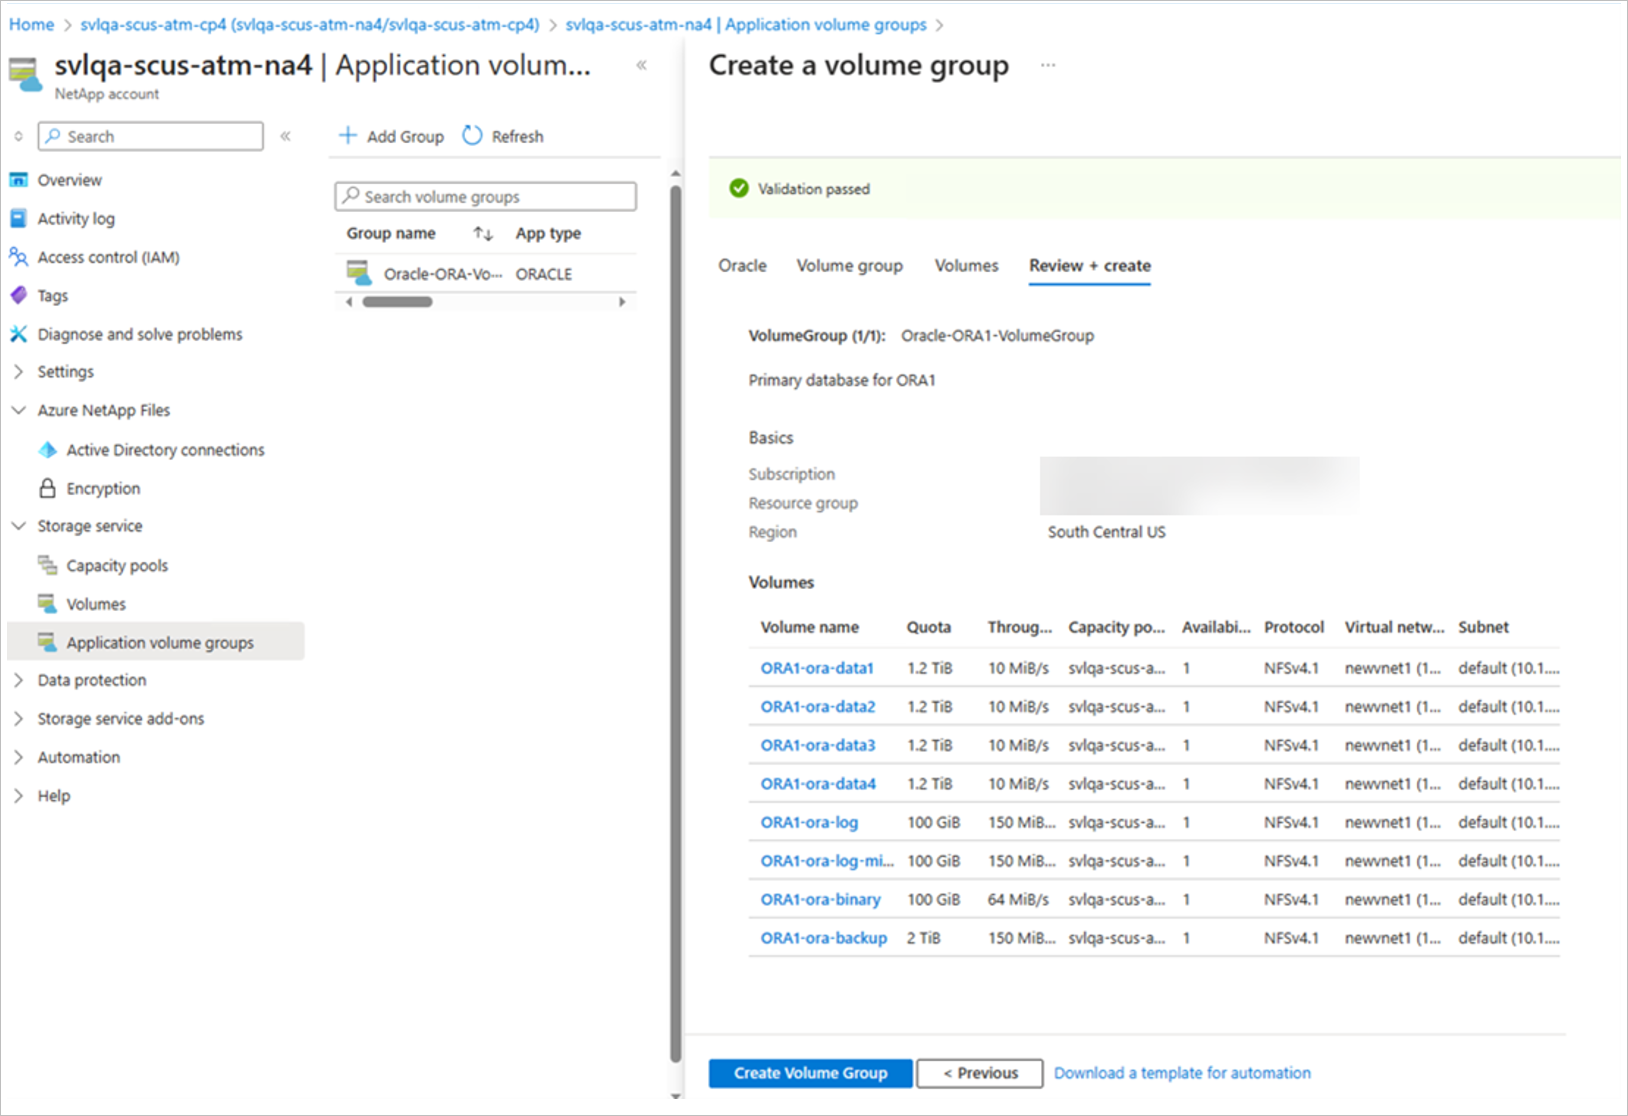 Home > svlqa-scus-atm-cp4 (svlqa-scus-atm-na4/svlqa-scus-atm-cp4) > svlqa-scus-atm-na4 | Application volume groups >
svlqa-scus-atm-na4 | Application volum... «
NetApp account
Search «
Overview
Activity log
Access control (IAM)
Tags
Diagnose and solve problems
Settings
Azure NetApp Files
Active Directory connections
Encryption
Storage service
Capacity pools
Volumes
Application volume groups
Data protection
Storage service add-ons
Automation
Help
Add Group Refresh
Search volume groups
Group name ↑↓ App type
Oracle-ORA-Vo... ORACLE
Create a volume group ...
Validation passed
Oracle Volume group Volumes Review + create
VolumeGroup (1/1): Oracle-ORA1-VolumeGroup
Primary database for ORA1
Basics
Subscription
Resource group
Region South Central US
Volumes
Volume name Quota Throug... Capacity po... Availabi... Protocol Virtual netw... Subnet
ORA1-ora-data1 1.2 TiB 10 MiB/s svlqa-scus-a... 1 NFSv4.1 newvnet1 (1... default (10.1....
ORA1-ora-data2 1.2 TiB 10 MiB/s svlqa-scus-a... 1 NFSv4.1 newvnet1 (1... default (10.1....
ORA1-ora-data3 1.2 TiB 10 MiB/s svlqa-scus-a... 1 NFSv4.1 newvnet1 (1... default (10.1....
ORA1-ora-data4 1.2 TiB 10 MiB/s svlqa-scus-a... 1 NFSv4.1 newvnet1 (1... default (10.1....
ORA1-ora-log 100 GiB 150 MiB... svlqa-scus-a... 1 NFSv4.1 newvnet1 (1... default (10.1....
ORA1-ora-log-mi... 100 GiB 150 MiB... svlqa-scus-a... 1 NFSv4.1 newvnet1 (1... default (10.1....
ORA1-ora-binary 100 GiB 64 MiB/s svlqa-scus-a... 1 NFSv4.1 newvnet1 (1... default (10.1....
ORA1-ora-backup 2 TiB 150 MiB... svlqa-scus-a... 1 NFSv4.1 newvnet1 (1... default (10.1....
Create Volume Group < Previous Download a template for automation